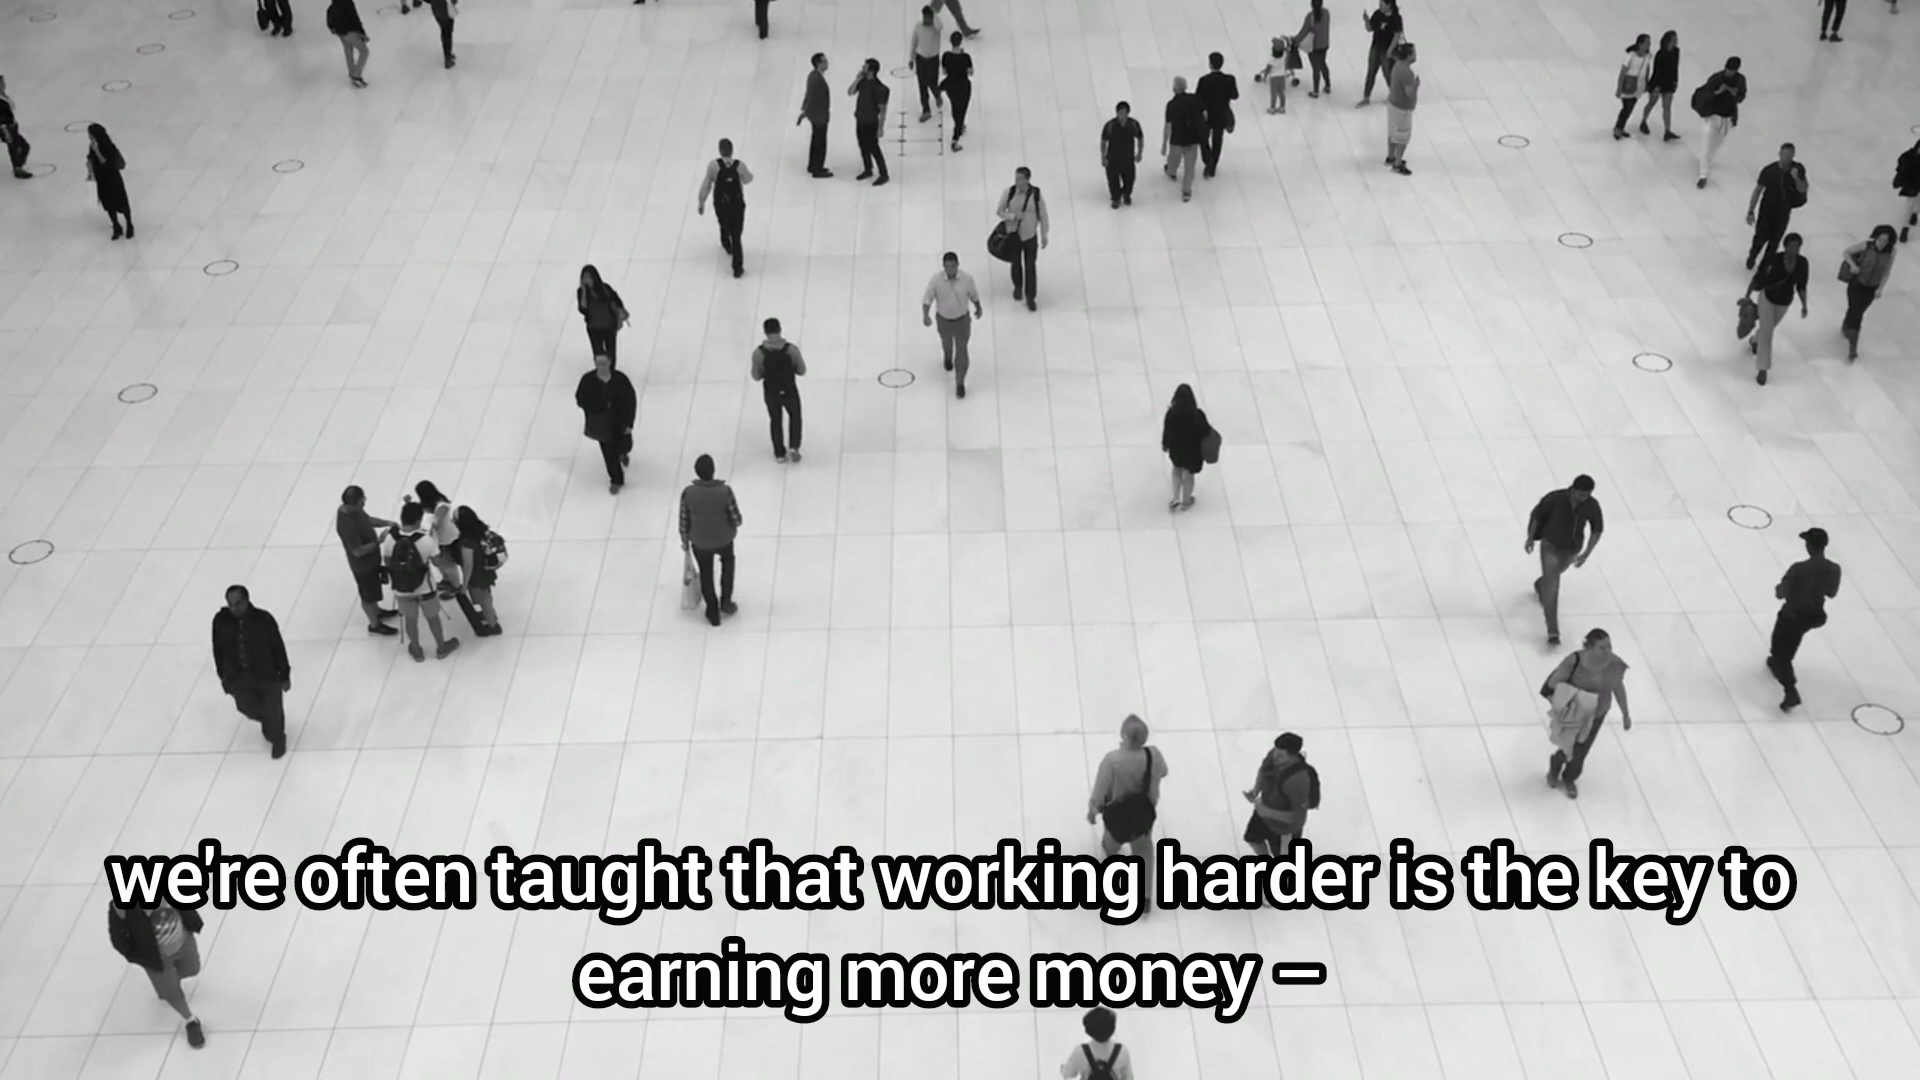 we're often taught that working harder is the key to
earning more money –